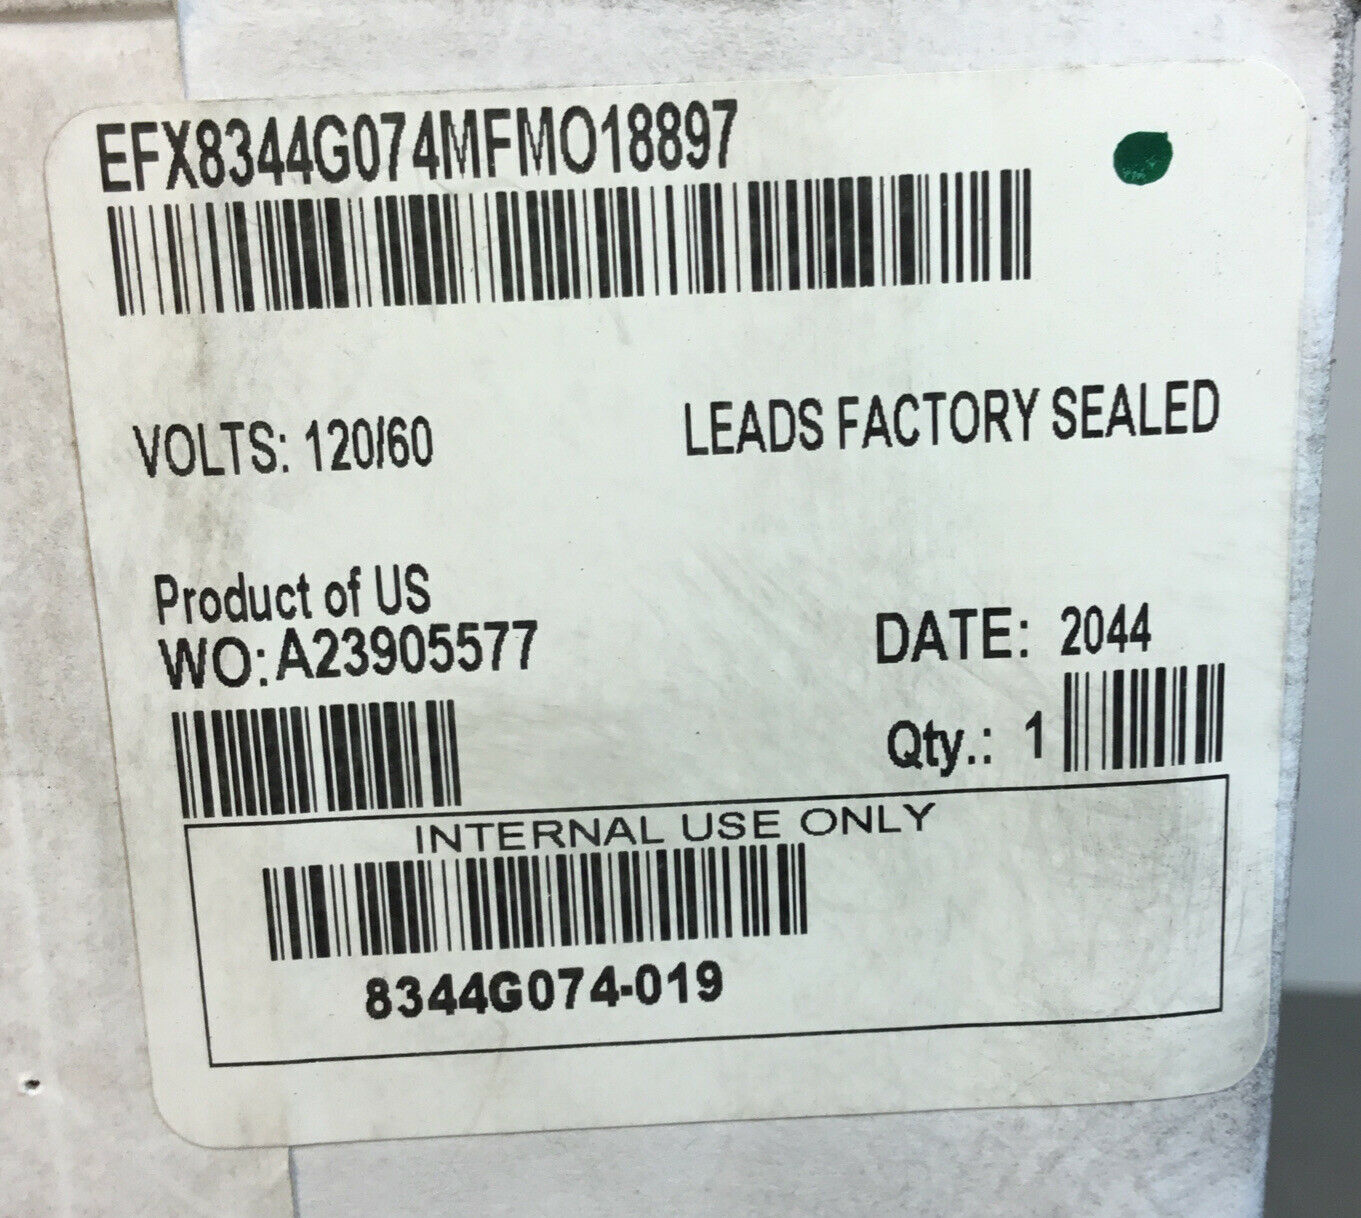 EFX8344G074MFMO18897
VOLTS: 120/60
LEADS FACTORY SEALED
Product of US
WO:A23905577
DATE: 2044
Qty.: 1
INTERNAL USE ONLY
8344G074-019